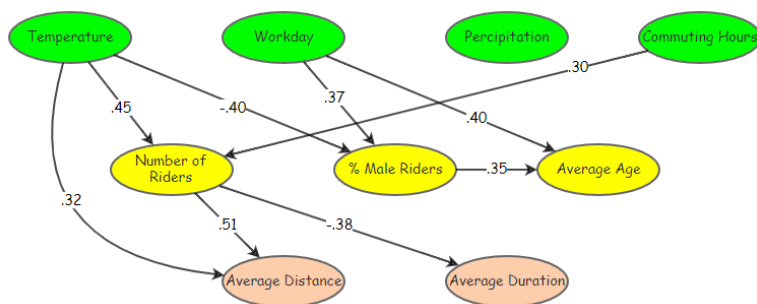 Temperature
Workday
Percipitation
Commuting Hours
.30
.37
.45
-.40
.40
Number of
Riders
% Male Riders
.35
Average Age
.32
.51
-.38
Average Distance
Average Duration